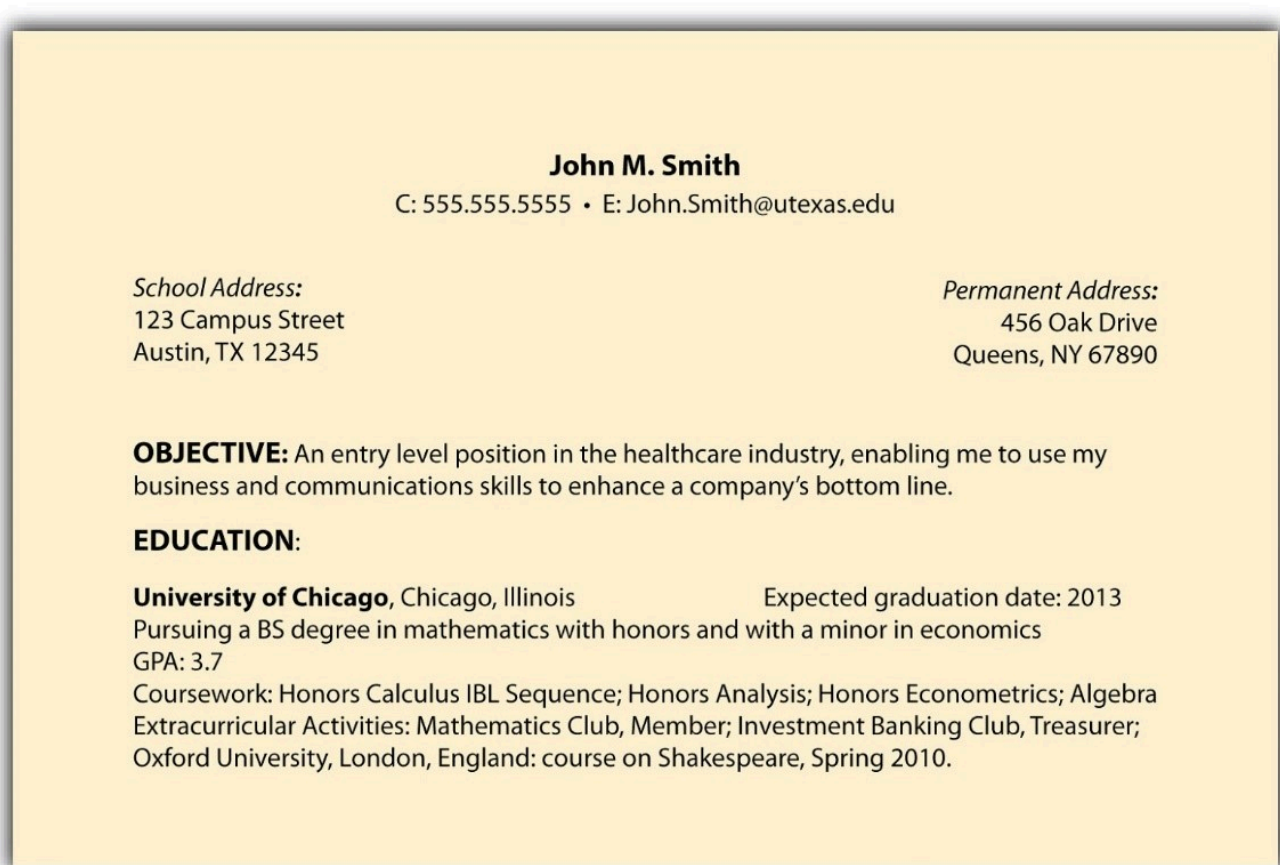 John M. Smith
C: 555.555.5555 • E: John.Smith@utexas.edu
School Address:
123 Campus Street
Austin, TX 12345
Permanent Address:
456 Oak Drive
Queens, NY 67890
OBJECTIVE: An entry level position in the healthcare industry, enabling me to use my
business and communications skills to enhance a company’s bottom line.
EDUCATION:
University of Chicago, Chicago, Illinois Expected graduation date: 2013
Pursuing a BS degree in mathematics with honors and with a minor in economics
GPA: 3.7
Coursework: Honors Calculus IBL Sequence; Honors Analysis; Honors Econometrics; Algebra
Extracurricular Activities: Mathematics Club, Member; Investment Banking Club, Treasurer;
Oxford University, London, England: course on Shakespeare, Spring 2010.